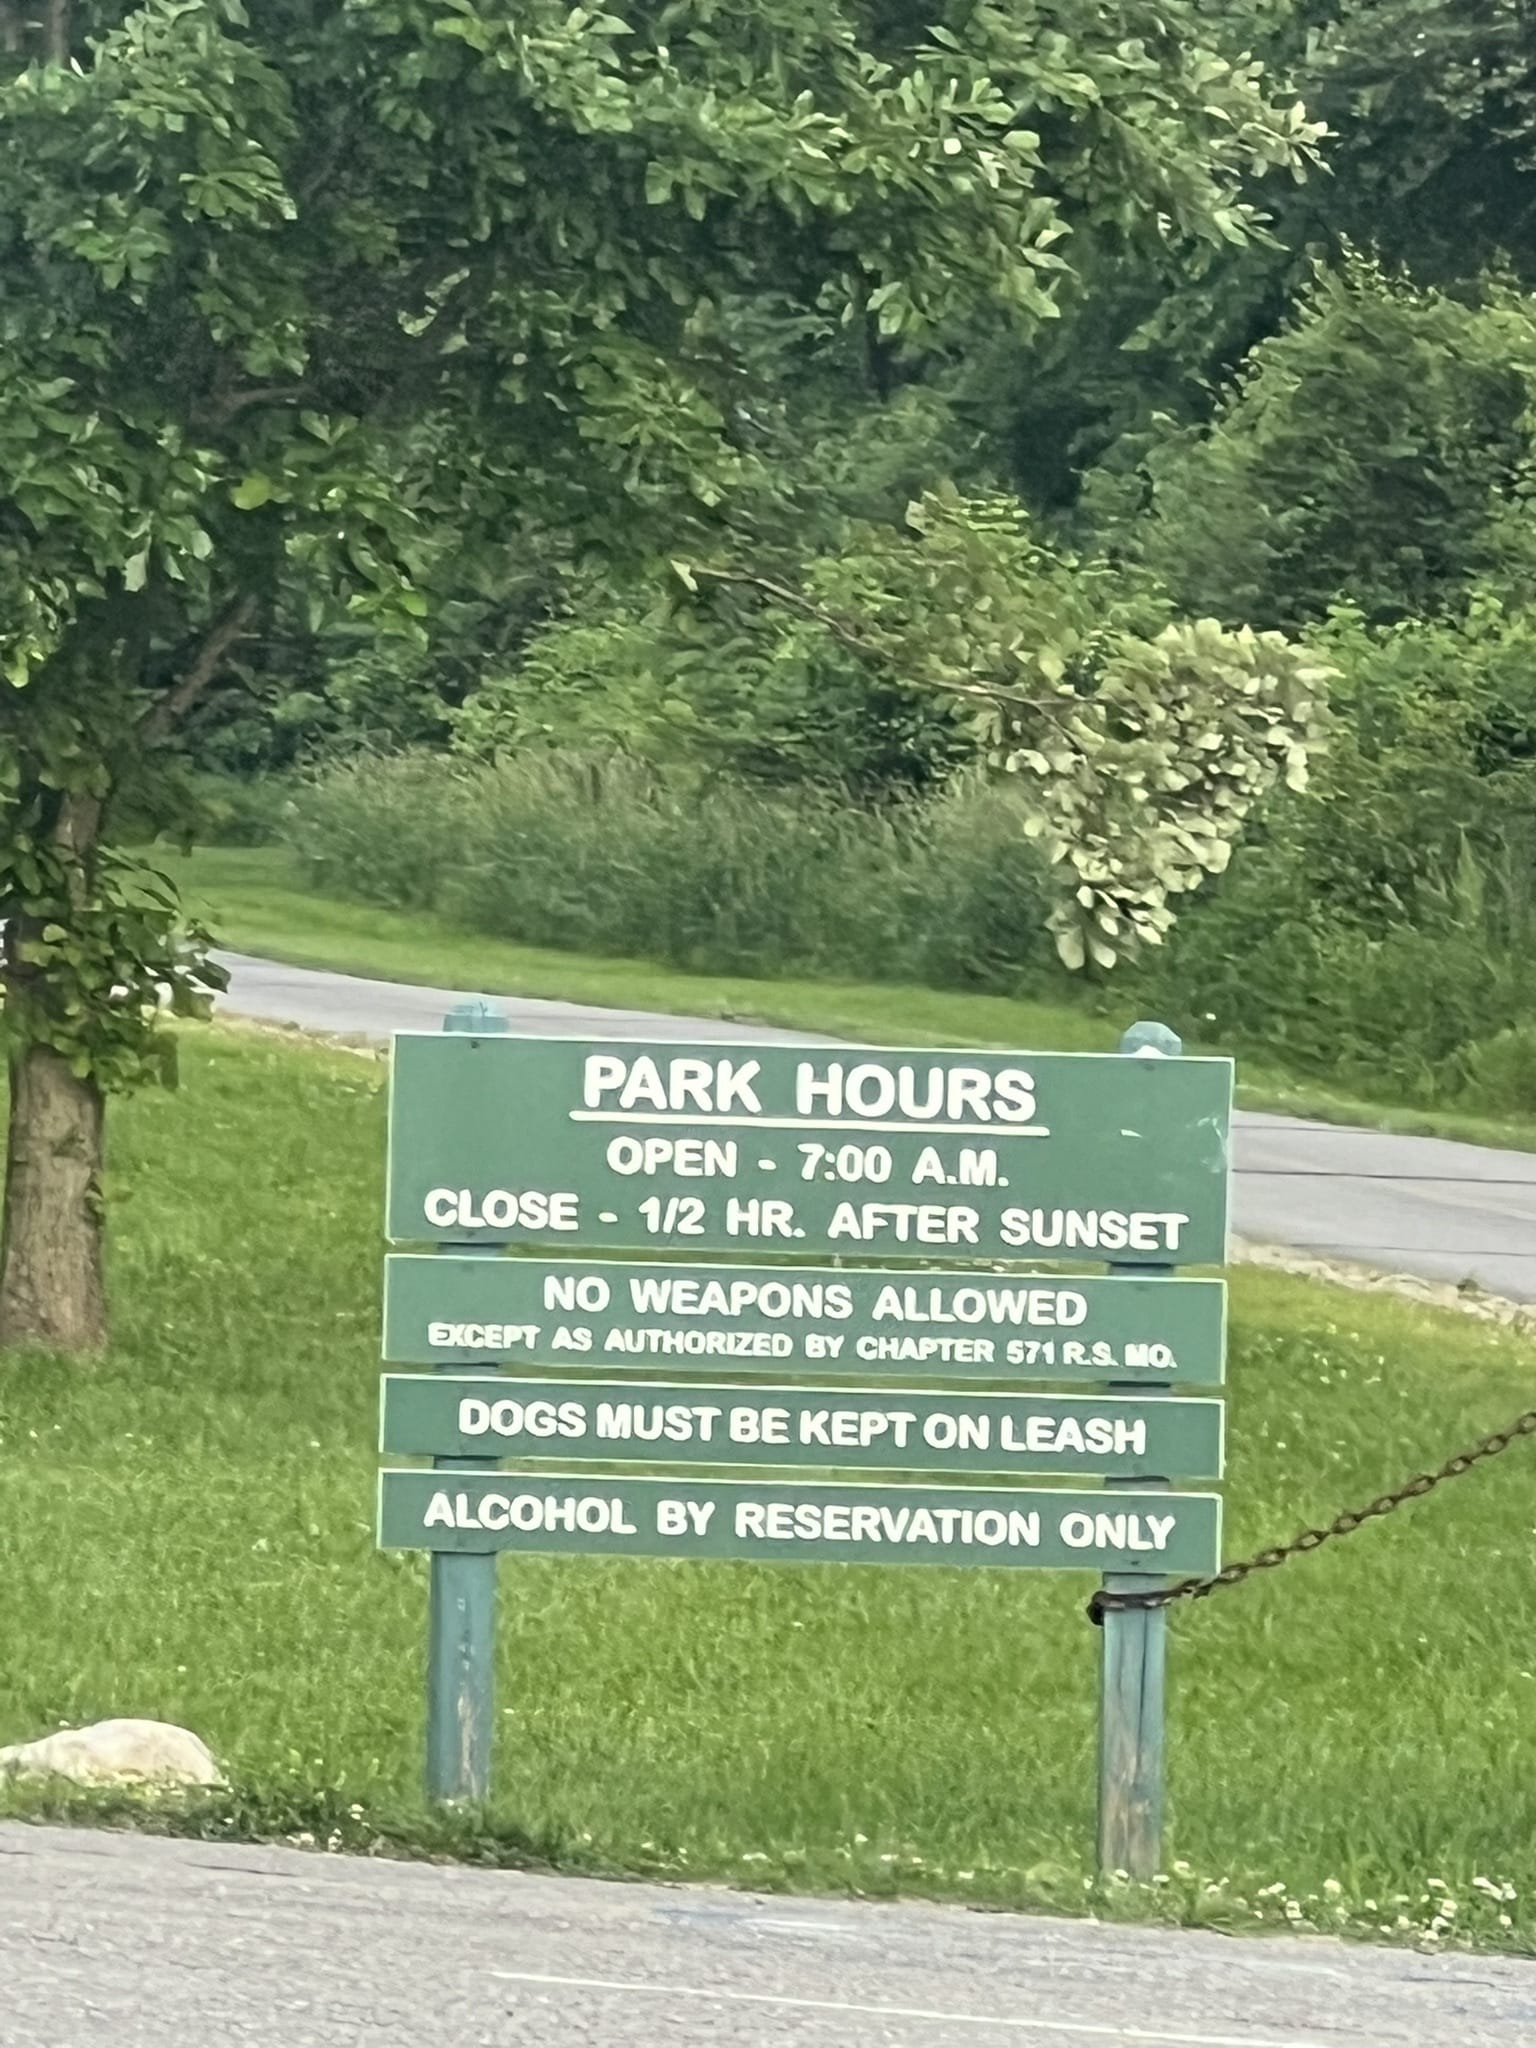 PARK HOURS
OPEN - 7:00 A.M.
CLOSE - 1/2 HR. AFTER SUNSET
NO WEAPONS ALLOWED
EXCEPT AS AUTHORIZED BY CHAPTER 571 R.S. MO.
DOGS MUST BE KEPT ON LEASH
ALCOHOL BY RESERVATION ONLY